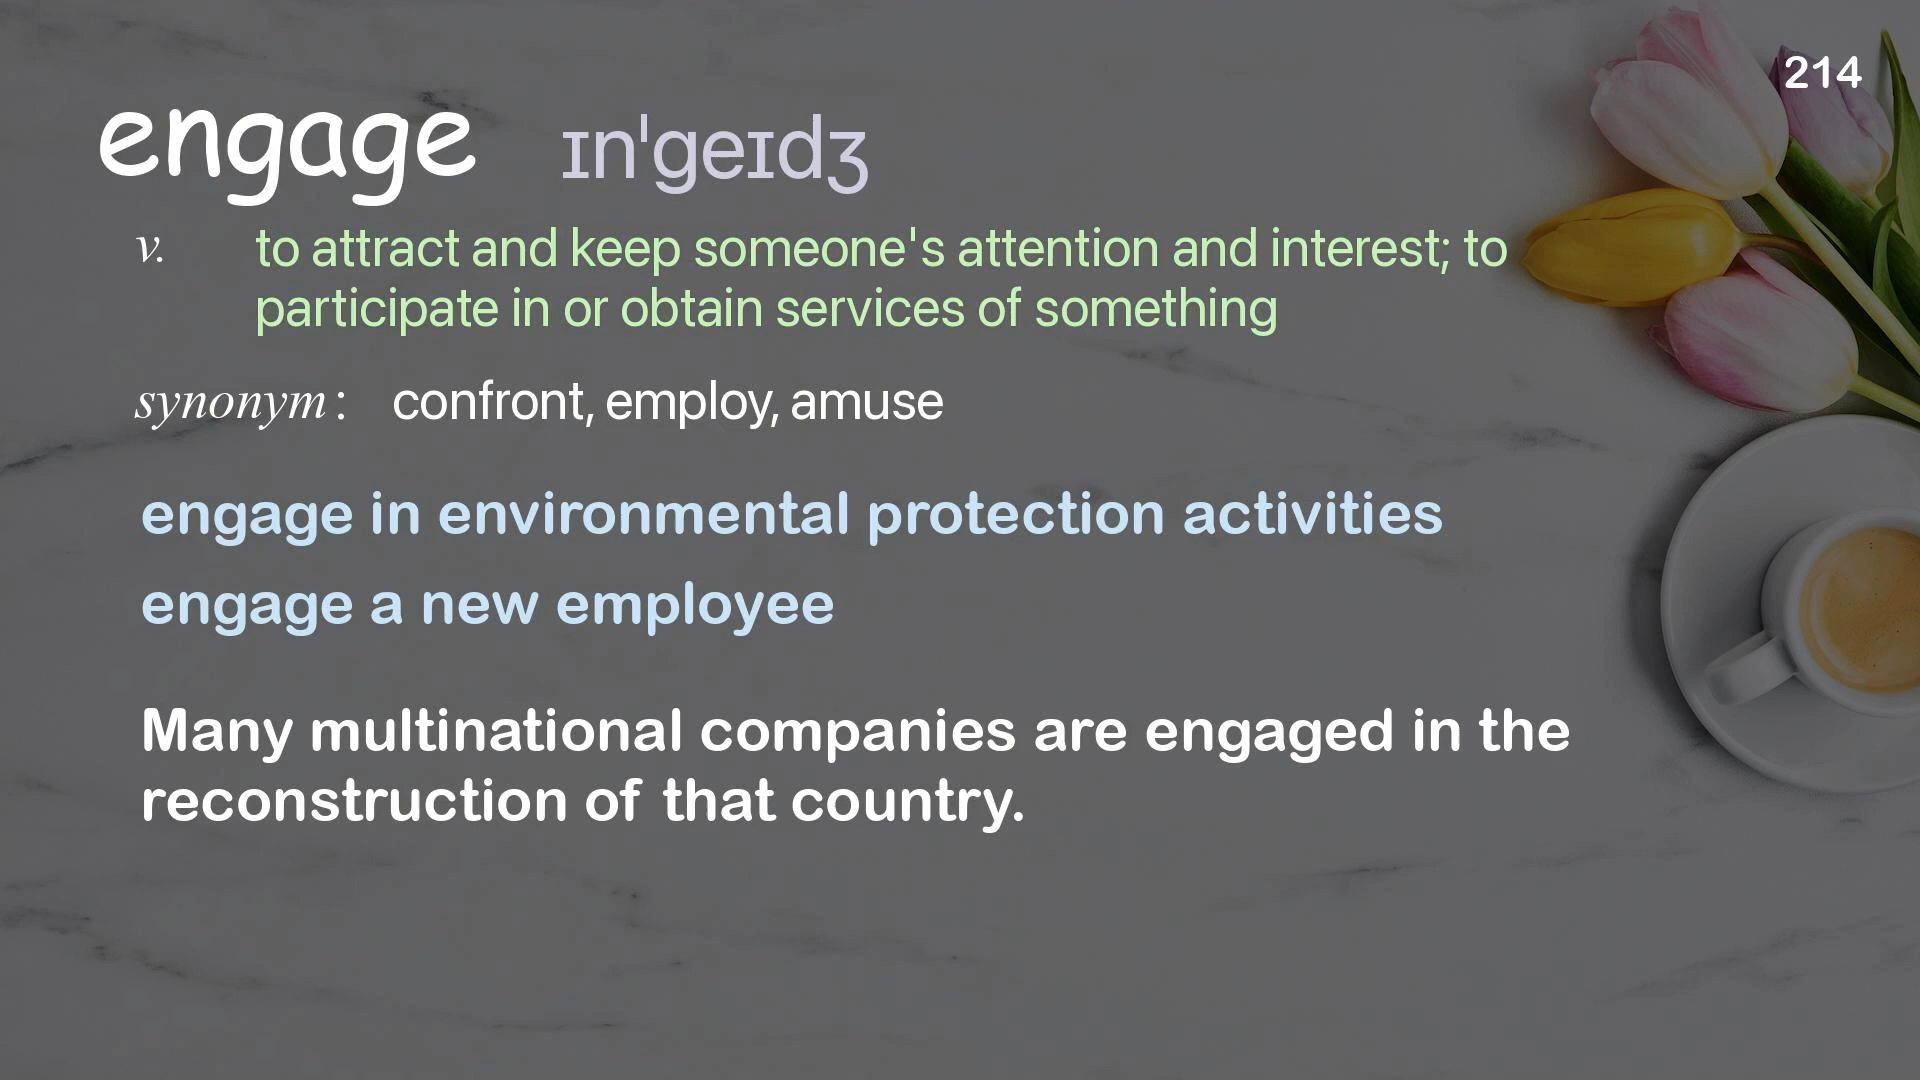 214
engage ɪnˈɡeɪdʒ
v. to attract and keep someone's attention and interest; to
participate in or obtain services of something
synonym: confront, employ, amuse
engage in environmental protection activities
engage a new employee
Many multinational companies are engaged in the
reconstruction of that country.